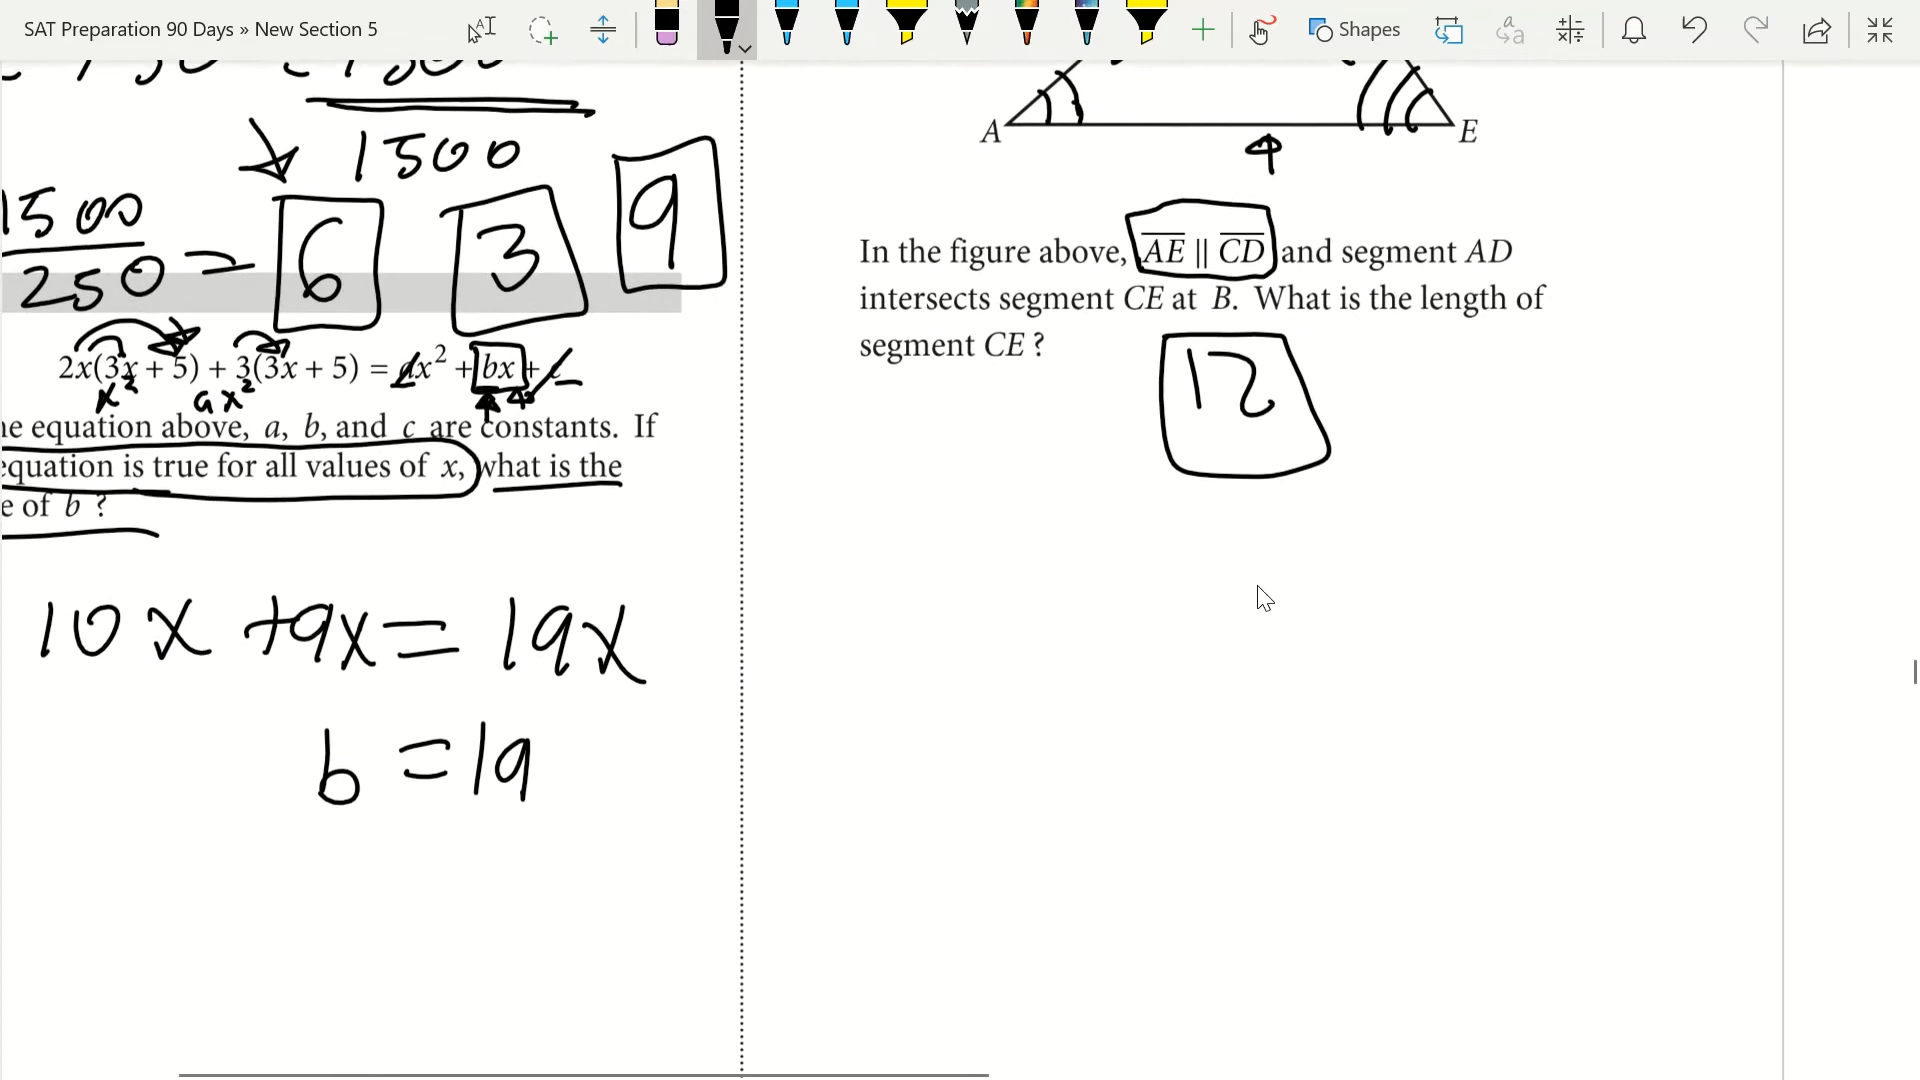 SAT Preparation 90 Days » New Section 5
Shapes
1500
1500
250 = 6 3 9
2x(3x + 5) + 3(3x + 5) = ax² + bx +
x² ax²
equation above, a, b, and c are constants. If
equation is true for all values of x, what is the
of b ?
10x + 9x = 19x
b = 19
A E
4
In the figure above, AE || CD and segment AD
intersects segment CE at B. What is the length of
segment CE ?
12